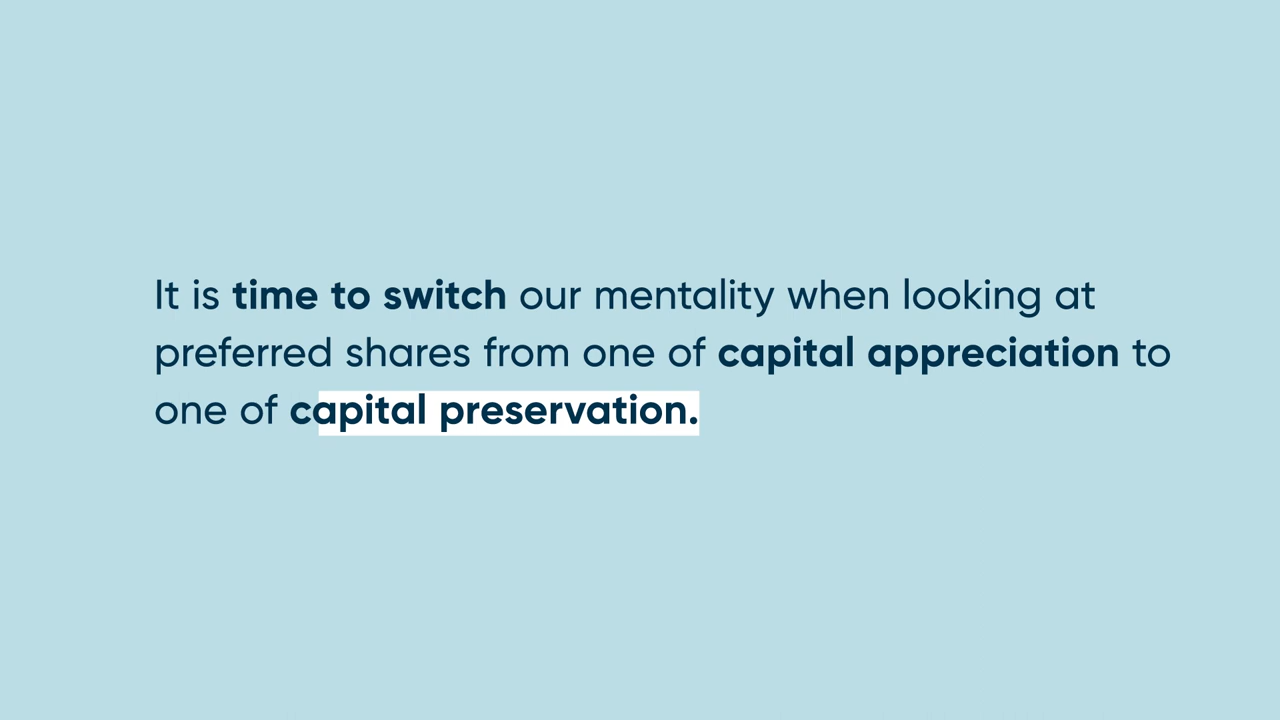 It is time to switch our mentality when looking at
preferred shares from one of capital appreciation to
one of capital preservation.